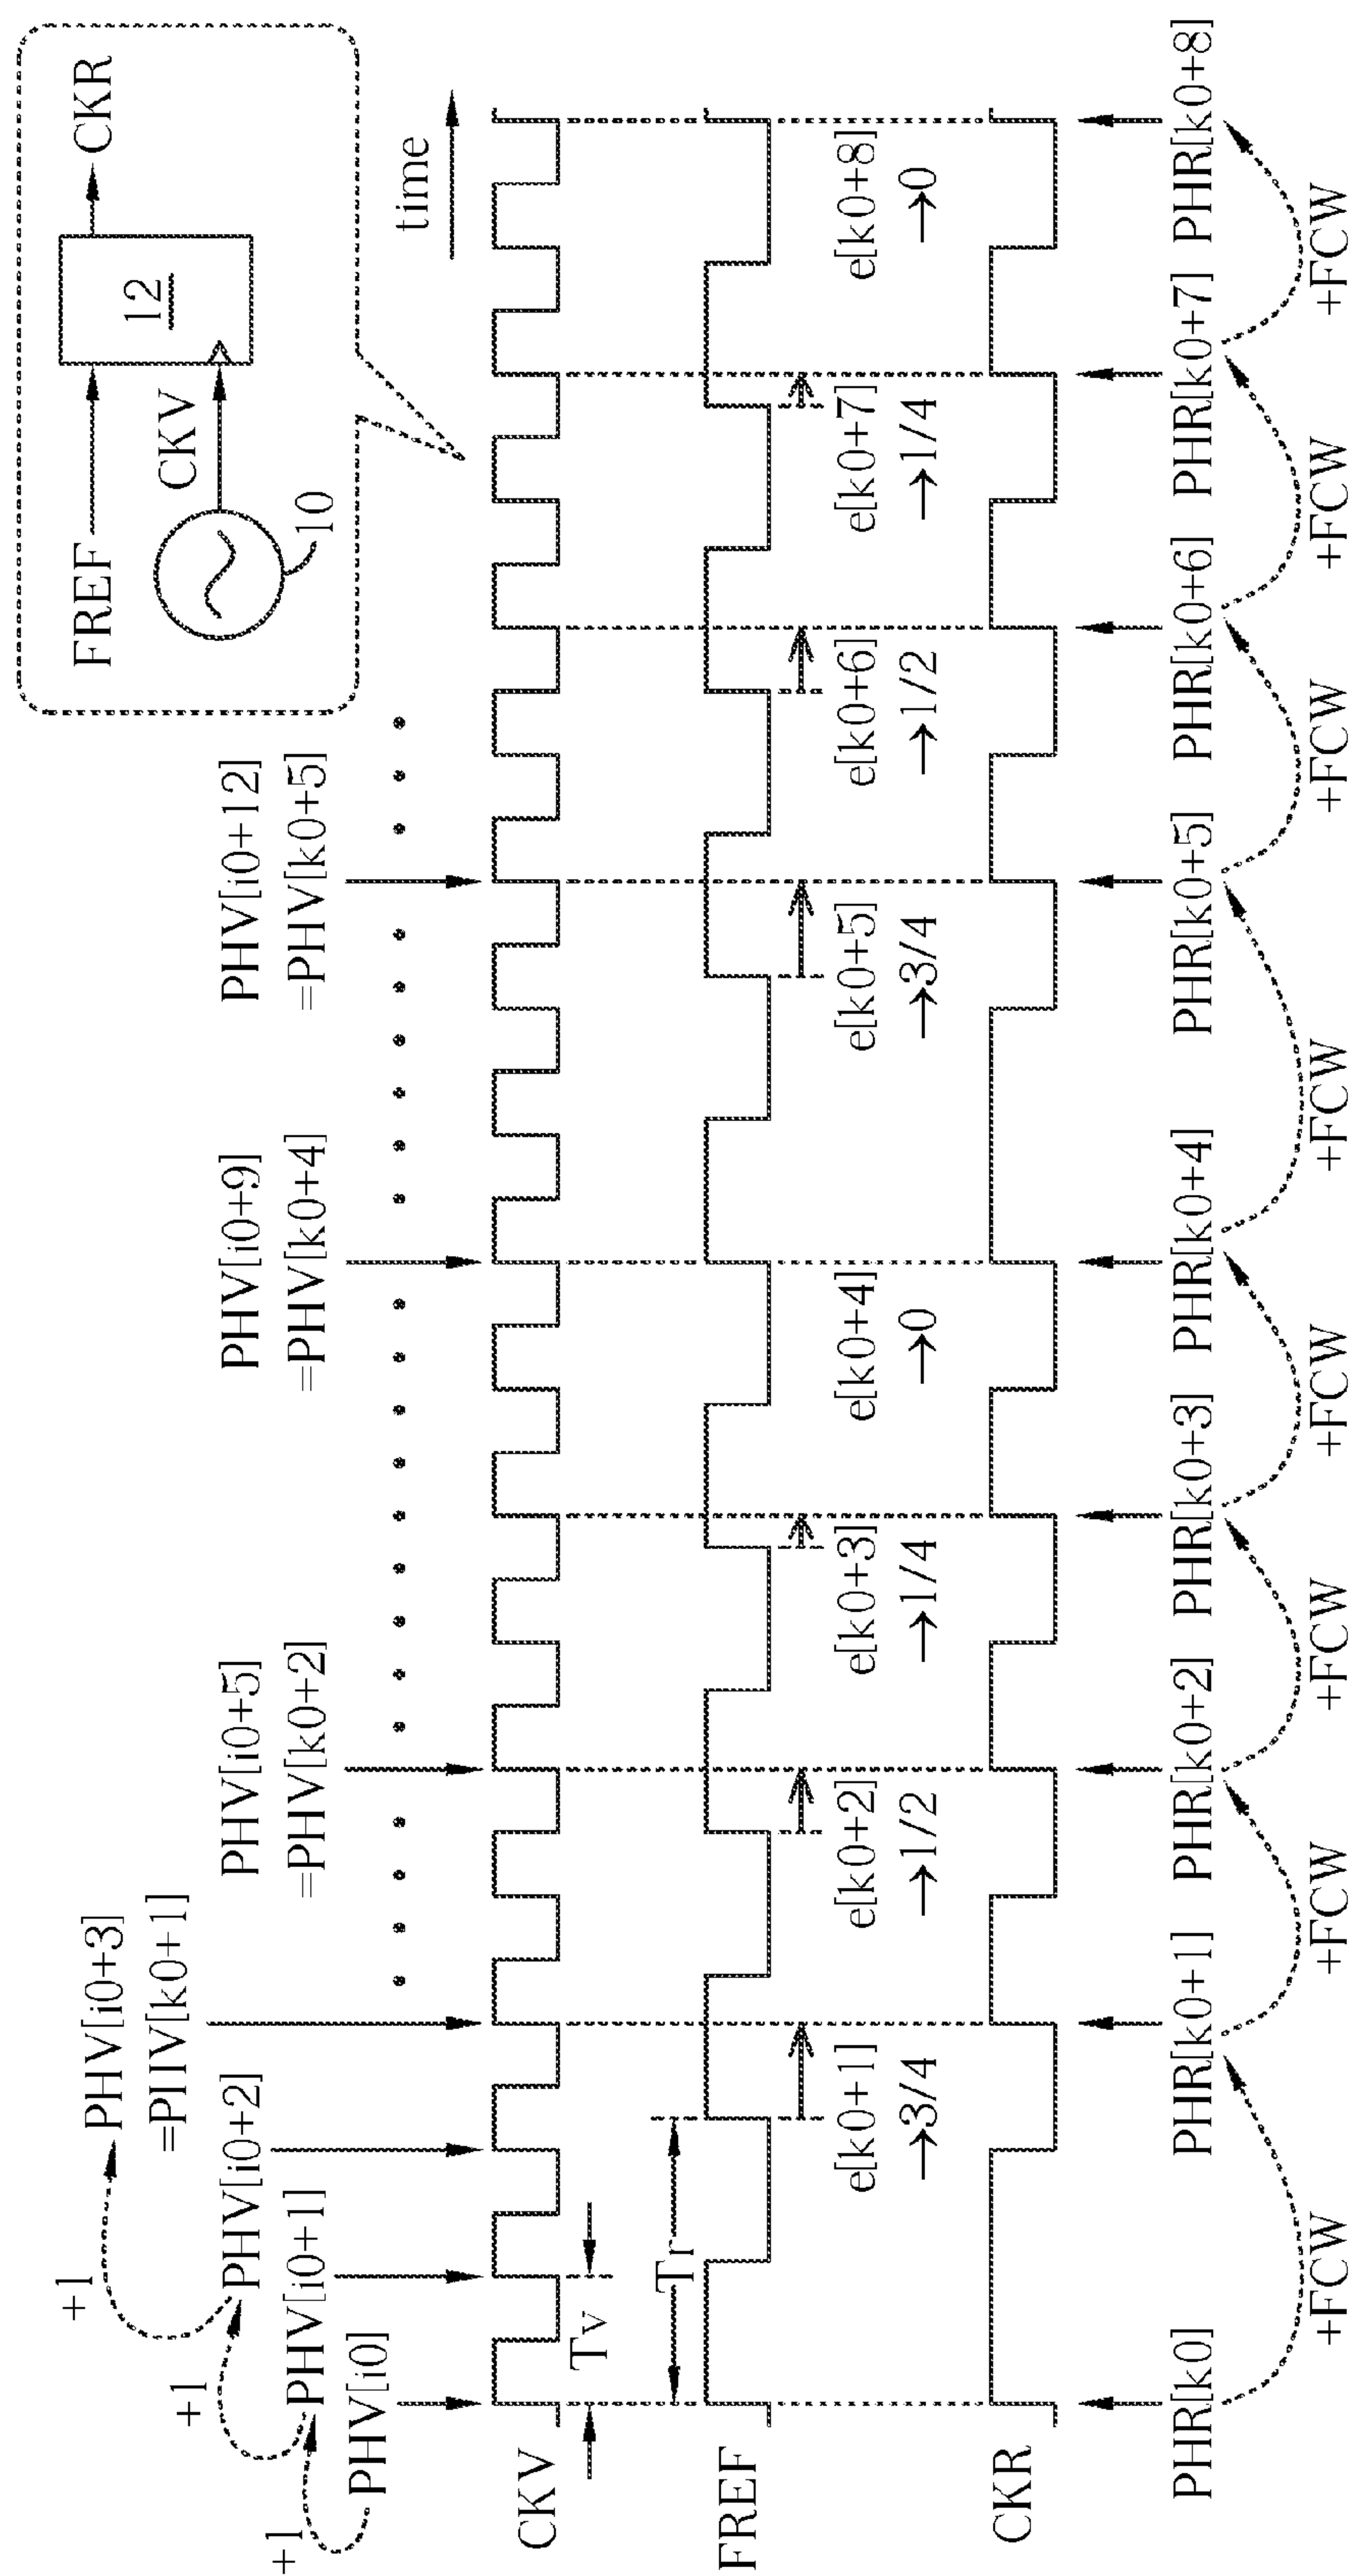 +1
+1
+1
PHV[i0]
PHV[i0+1]
PHV[i0+2]
PHV[i0+3]
=PHV[k0+1]
PHV[i0+5]
=PHV[k0+2]
PHV[i0+9]
=PHV[k0+4]
PHV[i0+12]
=PHV[k0+5]
FREF
CKV
10
12
CKR
time
CKV
Tv
Tr
FREF
e[k0+1]
→3/4
e[k0+2]
→1/2
e[k0+3]
→1/4
e[k0+4]
→0
e[k0+5]
→3/4
e[k0+6]
→1/2
e[k0+7]
→1/4
e[k0+8]
→0
CKR
PHR[k0] PHR[k0+1] PHR[k0+2] PHR[k0+3] PHR[k0+4] PHR[k0+5] PHR[k0+6] PHR[k0+7] PHR[k0+8]
+FCW +FCW +FCW +FCW +FCW +FCW +FCW +FCW